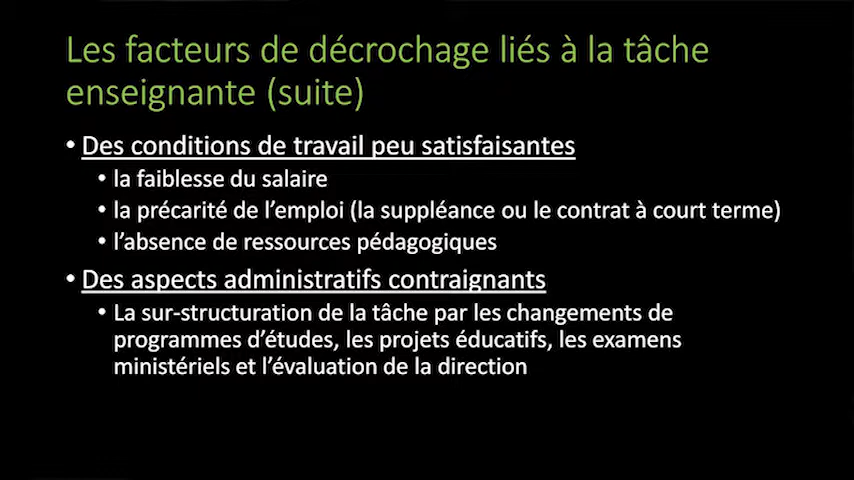 Les facteurs de décrochage liés à la tâche
enseignante (suite)
• Des conditions de travail peu satisfaisantes
• la faiblesse du salaire
• la précarité de l'emploi (la suppléance ou le contrat à court terme)
• l'absence de ressources pédagogiques
• Des aspects administratifs contraignants
• La sur-structuration de la tâche par les changements de
programmes d'études, les projets éducatifs, les examens
ministériels et l'évaluation de la direction